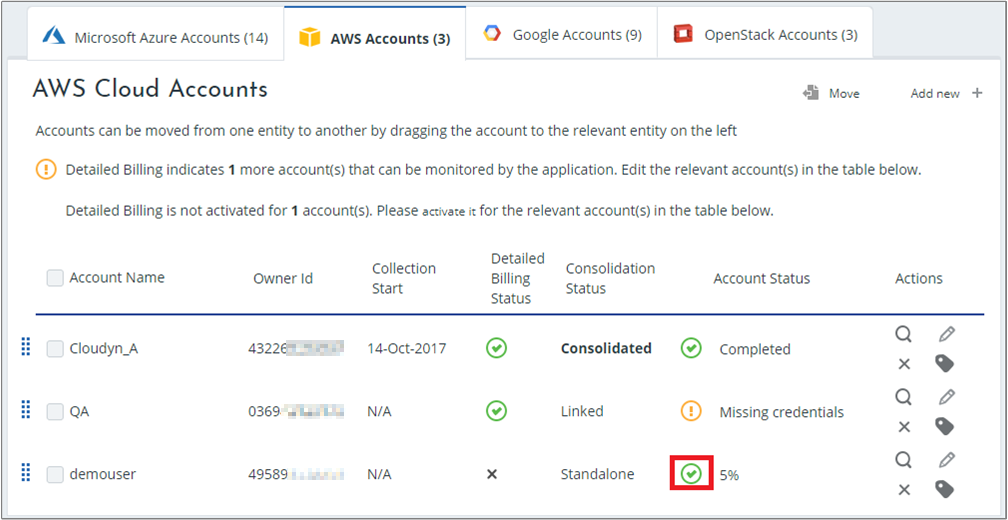 Microsoft Azure Accounts (14) AWS Accounts (3) Google Accounts (9) OpenStack Accounts (3)
AWS Cloud Accounts
Move Add new +
Accounts can be moved from one entity to another by dragging the account to the relevant entity on the left
Detailed Billing indicates 1 more account(s) that can be monitored by the application. Edit the relevant account(s) in the table below.
Detailed Billing is not activated for 1 account(s). Please activate it for the relevant account(s) in the table below.
Account Name Owner Id Collection Start Detailed Billing Status Consolidation Status Account Status Actions
Cloudyn_A 43226 14-Oct-2017 Consolidated Completed
QA 0369 N/A Linked Missing credentials
demouser 49589 N/A Standalone 5%